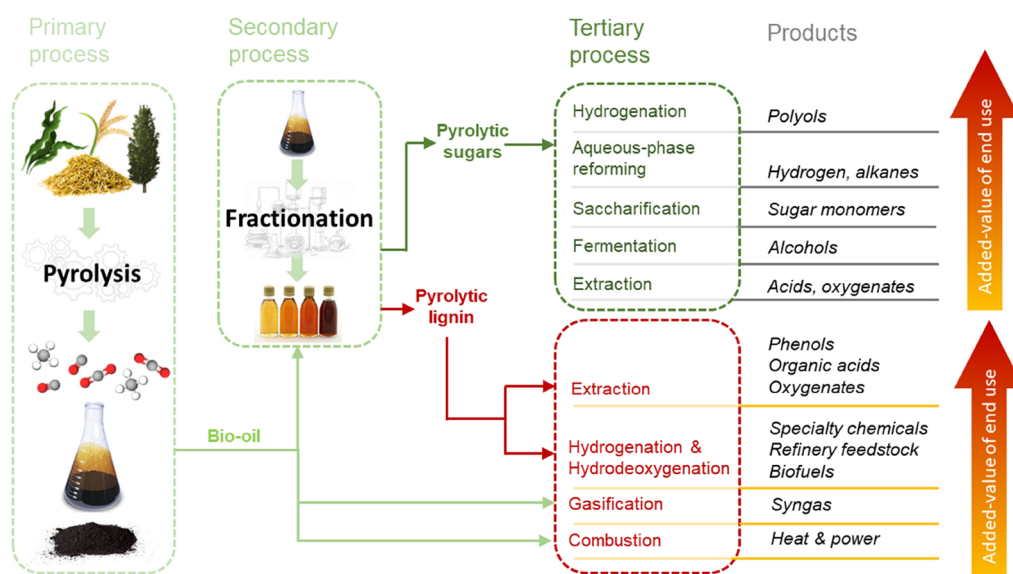 Primary
process
Secondary
process
Tertiary
process
Products
Pyrolysis
Bio-oil
Fractionation
Pyrolytic
sugars
Pyrolytic
lignin
Hydrogenation
Polyols
Aqueous-phase
reforming
Hydrogen, alkanes
Saccharification
Sugar monomers
Fermentation
Alcohols
Extraction
Acids, oxygenates
Extraction
Phenols
Organic acids
Oxygenates
Hydrogenation &
Hydrodeoxygenation
Specialty chemicals
Refinery feedstock
Biofuels
Gasification
Syngas
Combustion
Heat & power
Added-value of end use
Added-value of end use